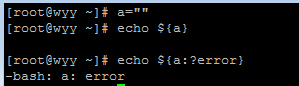 [root@wyy ~]# a=""
[root@wyy ~]# echo ${a}
[root@wyy ~]# echo ${a:?error}
-bash: a: error